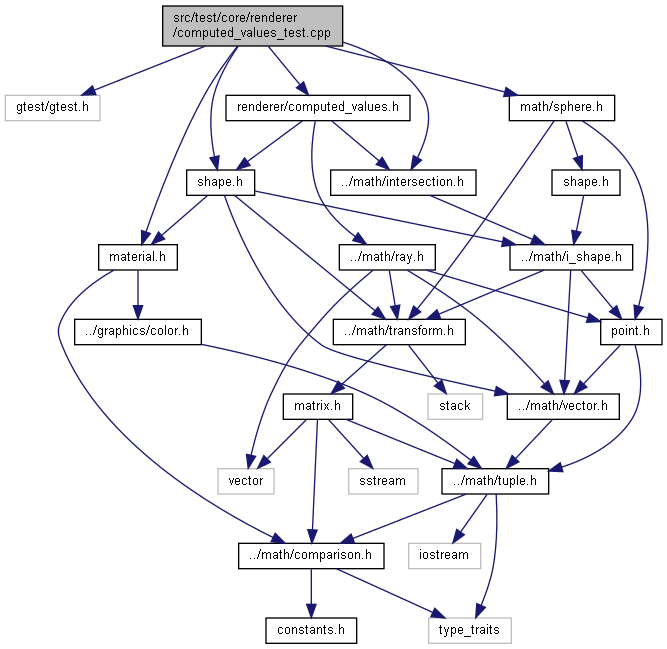 src/test/core/renderer
/computed_values_test.cpp
gtest/gtest.h
renderer/computed_values.h
math/sphere.h
shape.h
../math/intersection.h
shape.h
material.h
../math/ray.h
../math/i_shape.h
../graphics/color.h
../math/transform.h
point.h
matrix.h
stack
../math/vector.h
vector
sstream
../math/tuple.h
../math/comparison.h
iostream
constants.h
type_traits